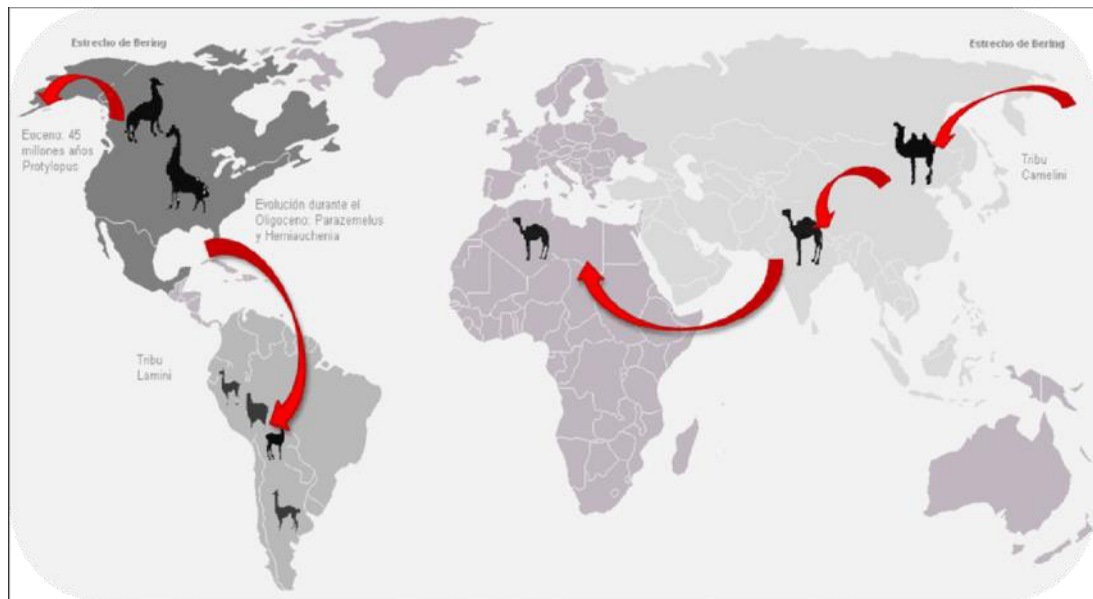 Estrecho de Bering
Estrecho de Bering
Eoceno: 45
millones años
Protylopus
Tribu
Camelini
Evolución durante el
Oligoceno: Parazemelus
y Hemiauchenia
Tribu
Lamini